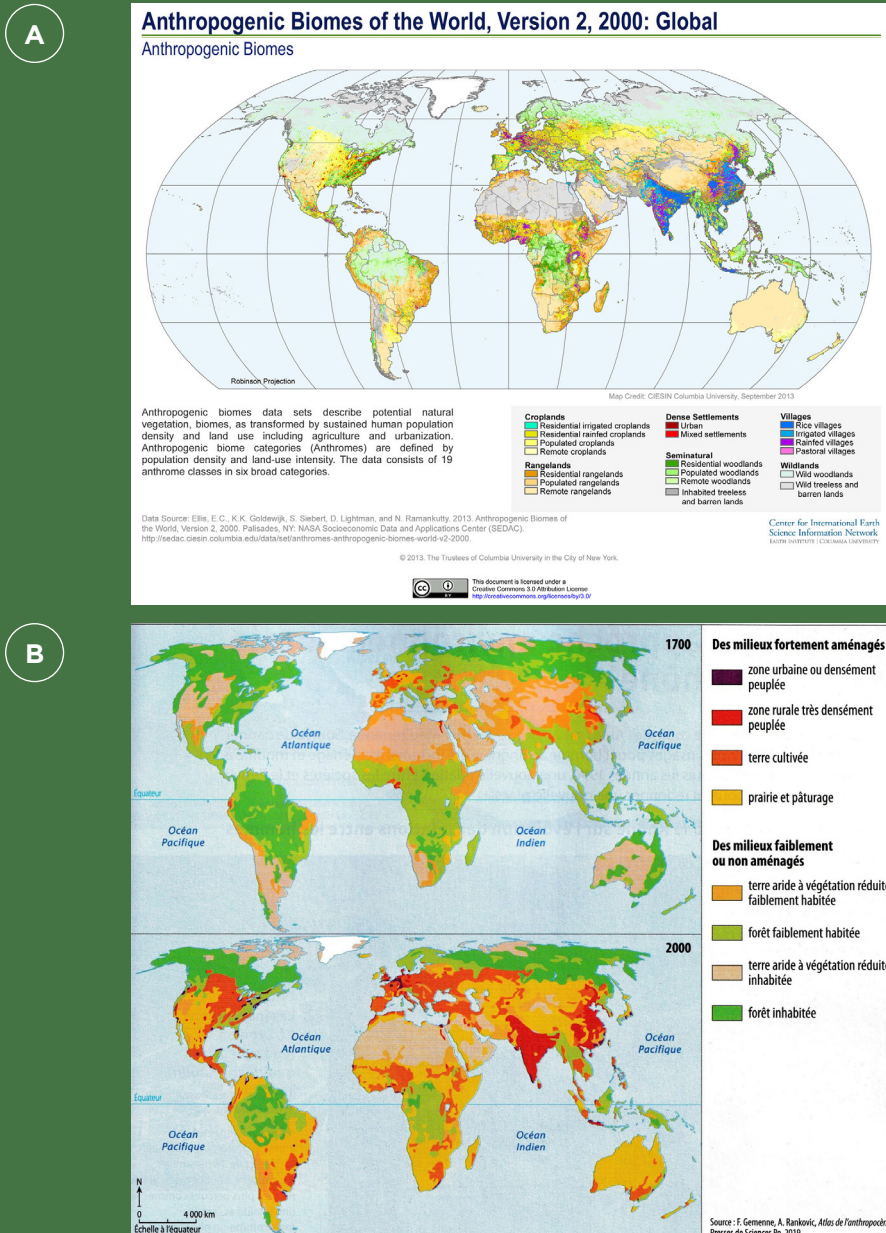 A
Anthropogenic Biomes of the World, Version 2, 2000: Global
Anthropogenic Biomes
Robinson Projection
Map Credit: CIESIN Columbia University, September 2013
Anthropogenic biomes data sets describe potential natural
vegetation, biomes, as transformed by sustained human population
density and land use including agriculture and urbanization.
Anthropogenic biome categories (Anthromes) are defined by
population density and land-use intensity. The data consists of 19
anthrome classes in six broad categories.
Croplands
Residential irrigated croplands
Residential rainfed croplands
Populated croplands
Remote croplands
Rangelands
Residential rangelands
Populated rangelands
Remote rangelands
Dense Settlements
Urban
Mixed settlements
Seminatural
Residential woodlands
Populated woodlands
Remote woodlands
Inhabited treeless
and barren lands
Villages
Rice villages
Irrigated villages
Rainfed villages
Pastoral villages
Wildlands
Wild woodlands
Wild treeless and
barren lands
Data Source: Ellis, E.C., K.K. Goldewijk, S. Siebert, D. Lightman, and N. Ramankutty. 2013. Anthropogenic Biomes of
the World, Version 2, 2000. Palisades, NY: NASA Socioeconomic Data and Applications Center (SEDAC).
http://sedac.ciesin.columbia.edu/data/set/anthromes-anthropogenic-biomes-world-v2-2000.
Center for International Earth
Science Information Network
EARTH INSTITUTE | COLUMBIA UNIVERSITY
© 2013. The Trustees of Columbia University in the City of New York.
cc
BY
This document is licensed under a
Creative Commons 3.0 Attribution License
http://creativecommons.org/licenses/by/3.0/
B
1700
Océan
Atlantique
Océan
Pacifique
Équateur
Océan
Pacifique
Océan
Indien
2000
Océan
Atlantique
Océan
Pacifique
Équateur
Océan
Pacifique
Océan
Indien
N
0 4 000 km
Échelle à l'équateur
Des milieux fortement aménagés
zone urbaine ou densément
peuplée
zone rurale très densément
peuplée
terre cultivée
prairie et pâturage
Des milieux faiblement
ou non aménagés
terre aride à végétation réduite
faiblement habitée
forêt faiblement habitée
terre aride à végétation réduite
inhabitée
forêt inhabitée
Source : F. Gemenne, A. Rankovic, Atlas de l'anthropocène
Presses de Sciences Po, 2019